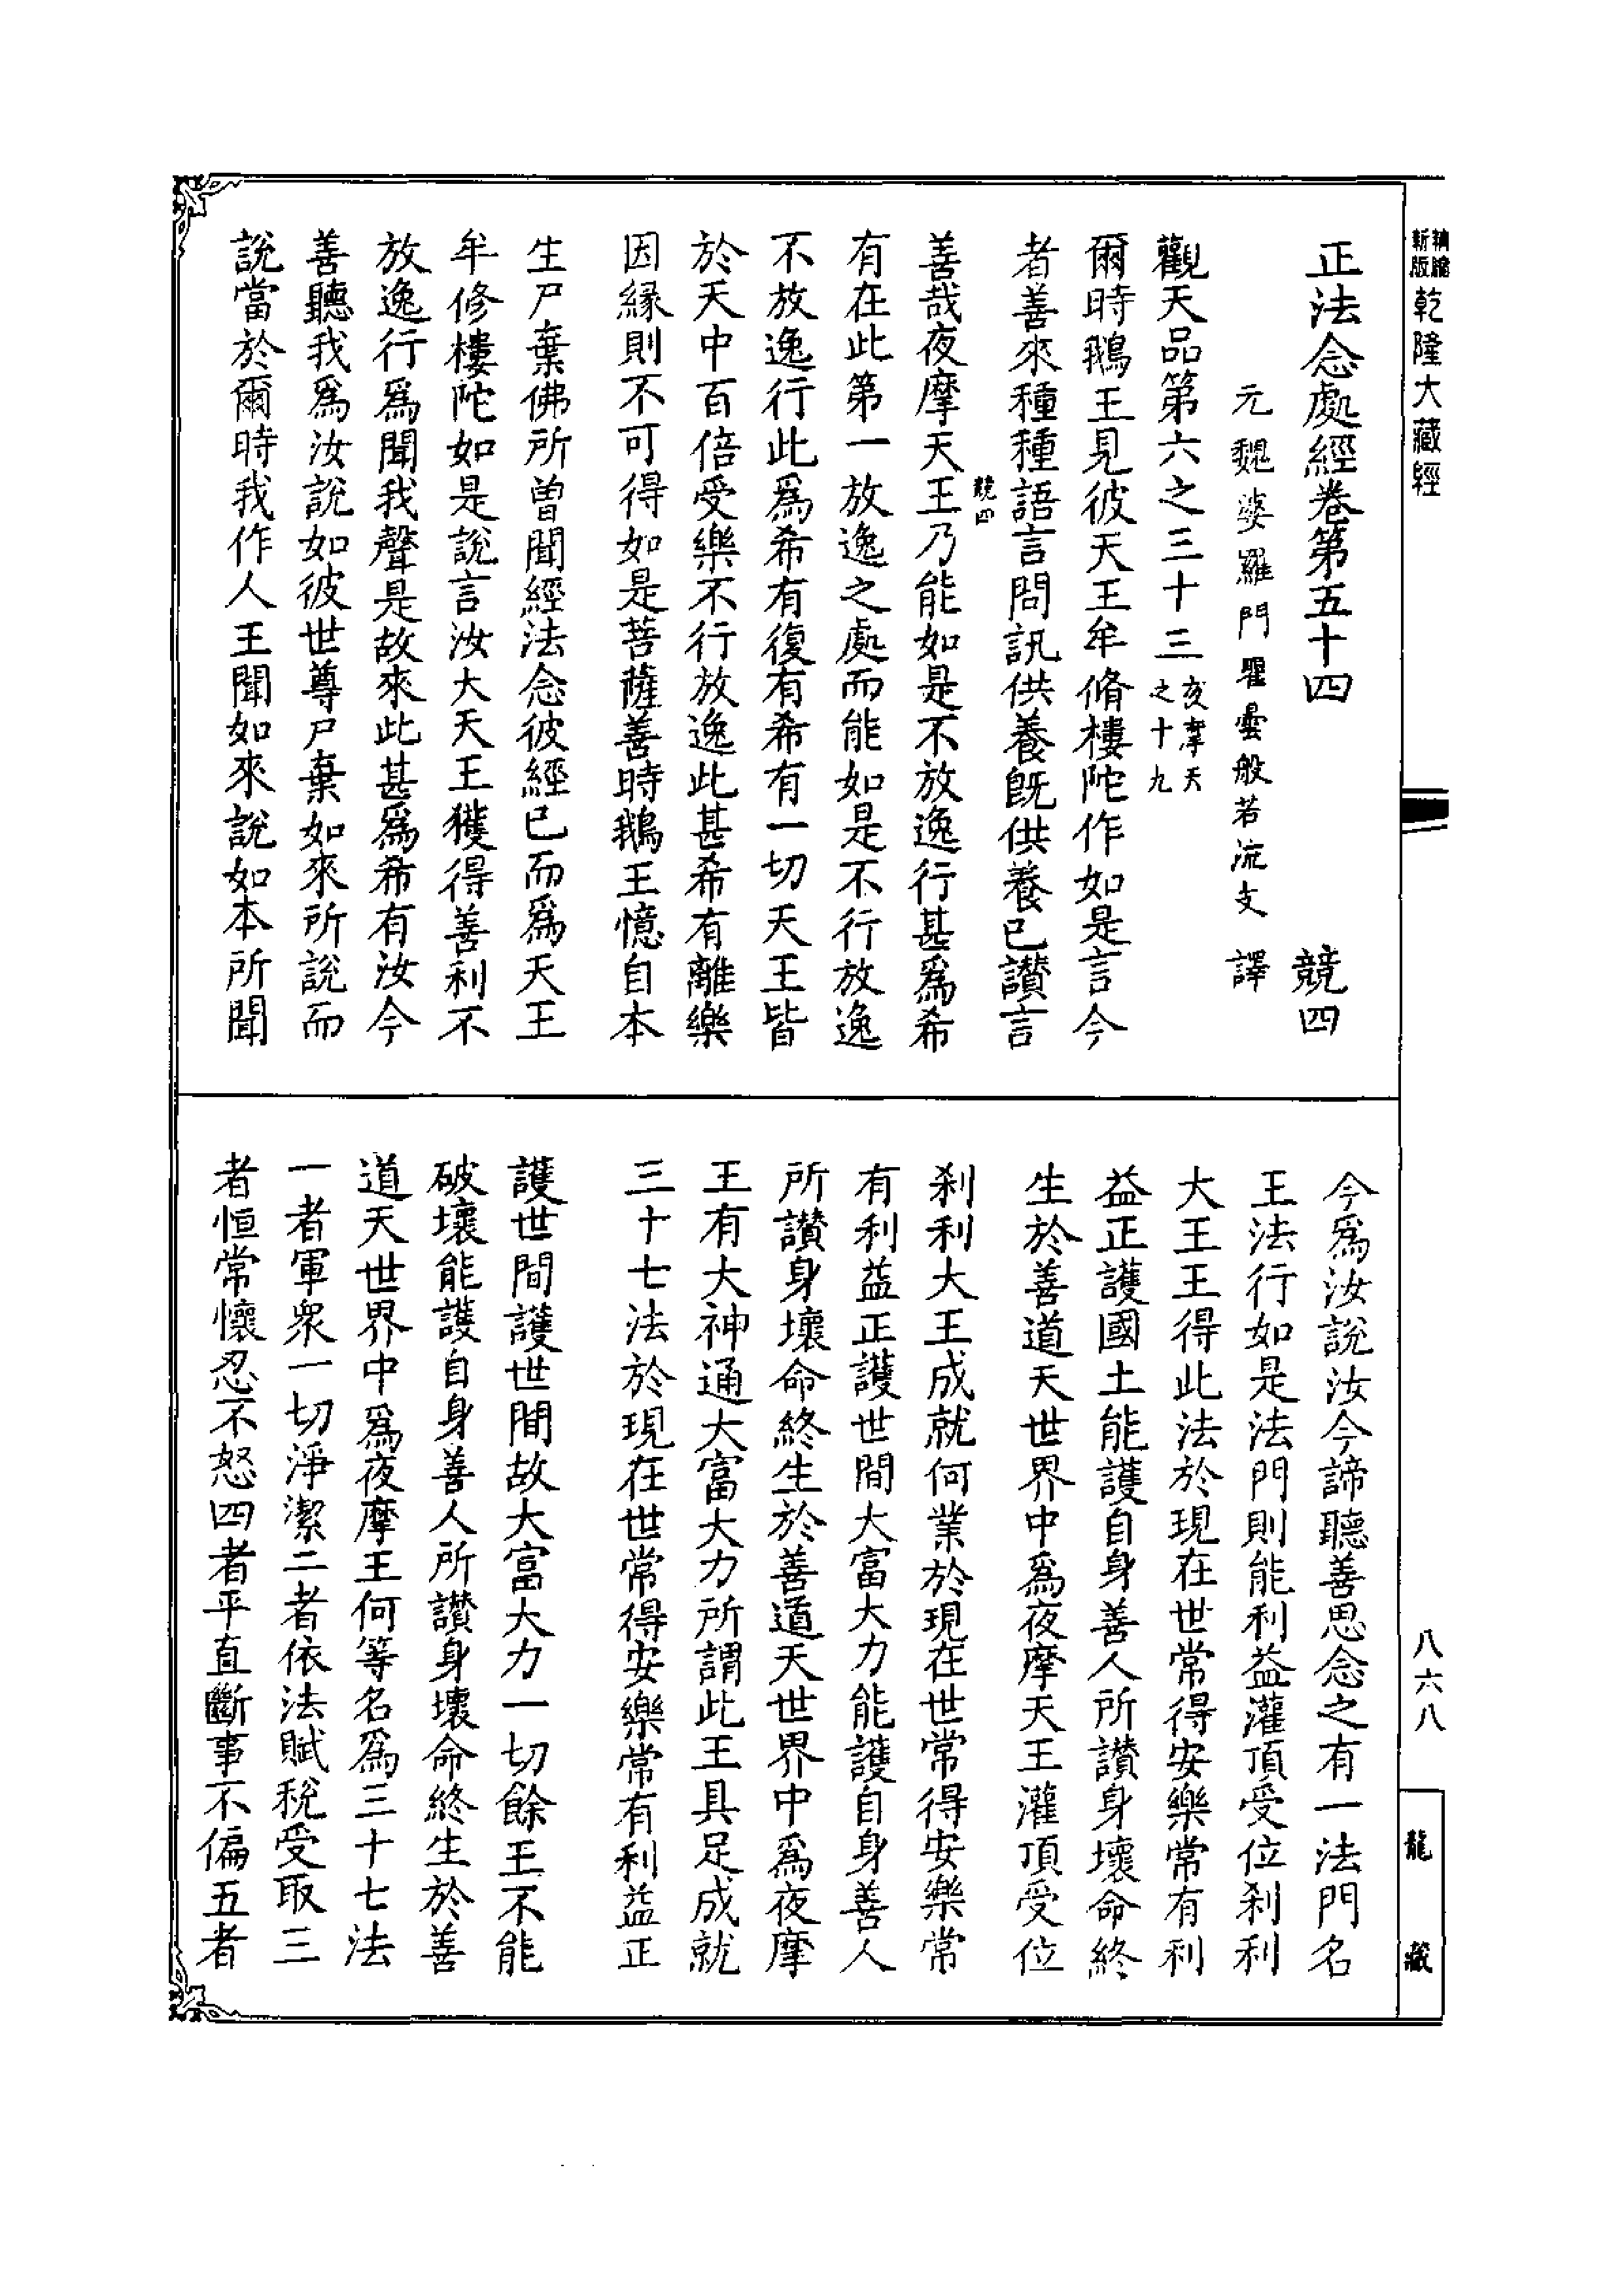 新版精縮乾隆大藏經
正法念處經卷第五十四　競四
元魏婆羅門瞿曇般若流支　譯
觀天品第六之三十三夜摩天之十九
爾時鵝王見彼天王牟脩樓陀作如是言今
者善來種種語言問訊供養旣供養已讃言
競四
善哉夜摩天王乃能如是不放逸行甚爲希
有在此第一放逸之處而能如是不行放逸
不放逸行此爲希有復有希有一切天王皆
於天中百倍受樂不行放逸此甚希有離樂
因緣則不可得如是菩薩善時鵝王憶自本
生尸棄佛所曾聞經法念彼經已而爲天王
牟修樓陀如是說言汝大天王獲得善利不
放逸行爲聞我聲是故來此甚爲希有汝今
善聽我爲汝說如彼世尊尸棄如來所說而
說當於爾時我作人王聞如來說如本所聞
今爲汝說汝今諦聽善思念之有一法門名
王法行如是法門則能利益灌頂受位刹利
大王王得此法於現在世常得安樂常有利
益正護國土能護自身善人所讃身壞命終
生於善道天世界中爲夜摩天王灌頂受位
刹利大王成就何業於現在世常得安樂常
有利益正護世間大富大力能護自身善人
所讃身壞命終生於善道天世界中爲夜摩
王有大神通大富大力所謂此王具足成就
三十七法於現在世常得安樂常有利益正
護世間護世間故大富大力一切餘王不能
破壞能護自身善人所讃身壞命終生於善
道天世界中爲夜摩王何等名爲三十七法
一者軍眾一切淨潔二者依法賦稅受取三
者恒常懷忍不怒四者平直斷事不偏五者
八六八
龍藏